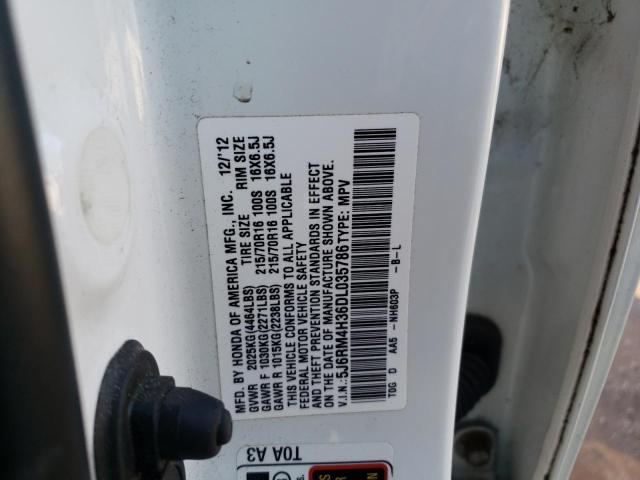 MFD. BY HONDA OF AMERICA MFG., INC. 12/'12
GVWR 2025KG(4464LBS) TIRE SIZE RIM SIZE
GAWR F 1030KG(2271LBS) 215/70R16 100S 16X6.5J
GAWR R 1015KG(2238LBS) 215/70R16 100S 16X6.5J
THIS VEHICLE CONFORMS TO ALL APPLICABLE
FEDERAL MOTOR VEHICLE SAFETY
AND THEFT PREVENTION STANDARDS IN EFFECT
ON THE DATE OF MANUFACTURE SHOWN ABOVE.
V.I.N.: 5J6RM4H36DL035786 TYPE: MPV
T0G D AA5 -NH603P -B-L
T0A A3